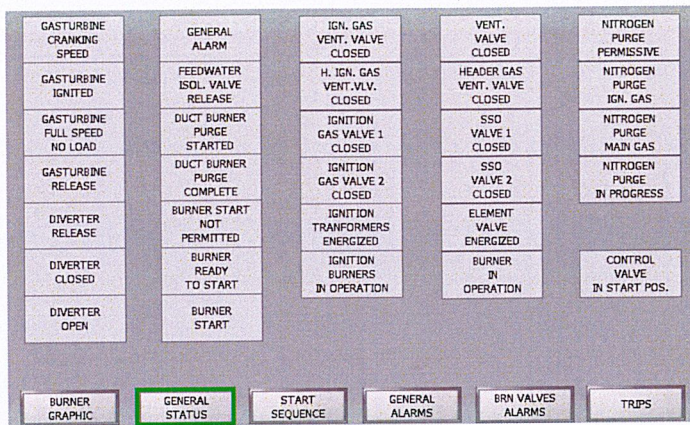 GASTURBINE
CRANKING
SPEED
GASTURBINE
IGNITED
GASTURBINE
FULL SPEED
NO LOAD
GASTURBINE
RELEASE
DIVERTER
RELEASE
DIVERTER
CLOSED
DIVERTER
OPEN
GENERAL
ALARM
FEEDWATER
ISOL. VALVE
RELEASE
DUCT BURNER
PURGE
STARTED
DUCT BURNER
PURGE
COMPLETE
BURNER START
NOT
PERMITTED
BURNER
READY
TO START
BURNER
START
IGN. GAS
VENT. VALVE
CLOSED
H. IGN. GAS
VENT.VLV.
CLOSED
IGNITION
GAS VALVE 1
CLOSED
IGNITION
GAS VALVE 2
CLOSED
IGNITION
TRANFORMERS
ENERGIZED
IGNITION
BURNERS
IN OPERATION
VENT.
VALVE
CLOSED
HEADER GAS
VENT. VALVE
CLOSED
SSO
VALVE 1
CLOSED
SSO
VALVE 2
CLOSED
ELEMENT
VALVE
ENERGIZED
BURNER
IN
OPERATION
NITROGEN
PURGE
PERMISSIVE
NITROGEN
PURGE
IGN. GAS
NITROGEN
PURGE
MAIN GAS
NITROGEN
PURGE
IN PROGRESS
CONTROL
VALVE
IN START POS.
BURNER
GRAPHIC
GENERAL
STATUS
START
SEQUENCE
GENERAL
ALARMS
BRN VALVES
ALARMS
TRIPS